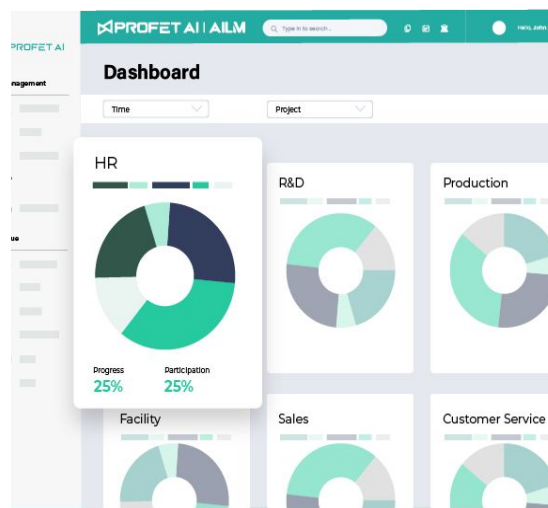 PROFET AI | AILM
Type in to search...
Hello, John
PROFET AI
Dashboard
nagement
Time
Project
HR
R&D
Production
Progress
Participation
25%
25%
Facility
Sales
Customer Service